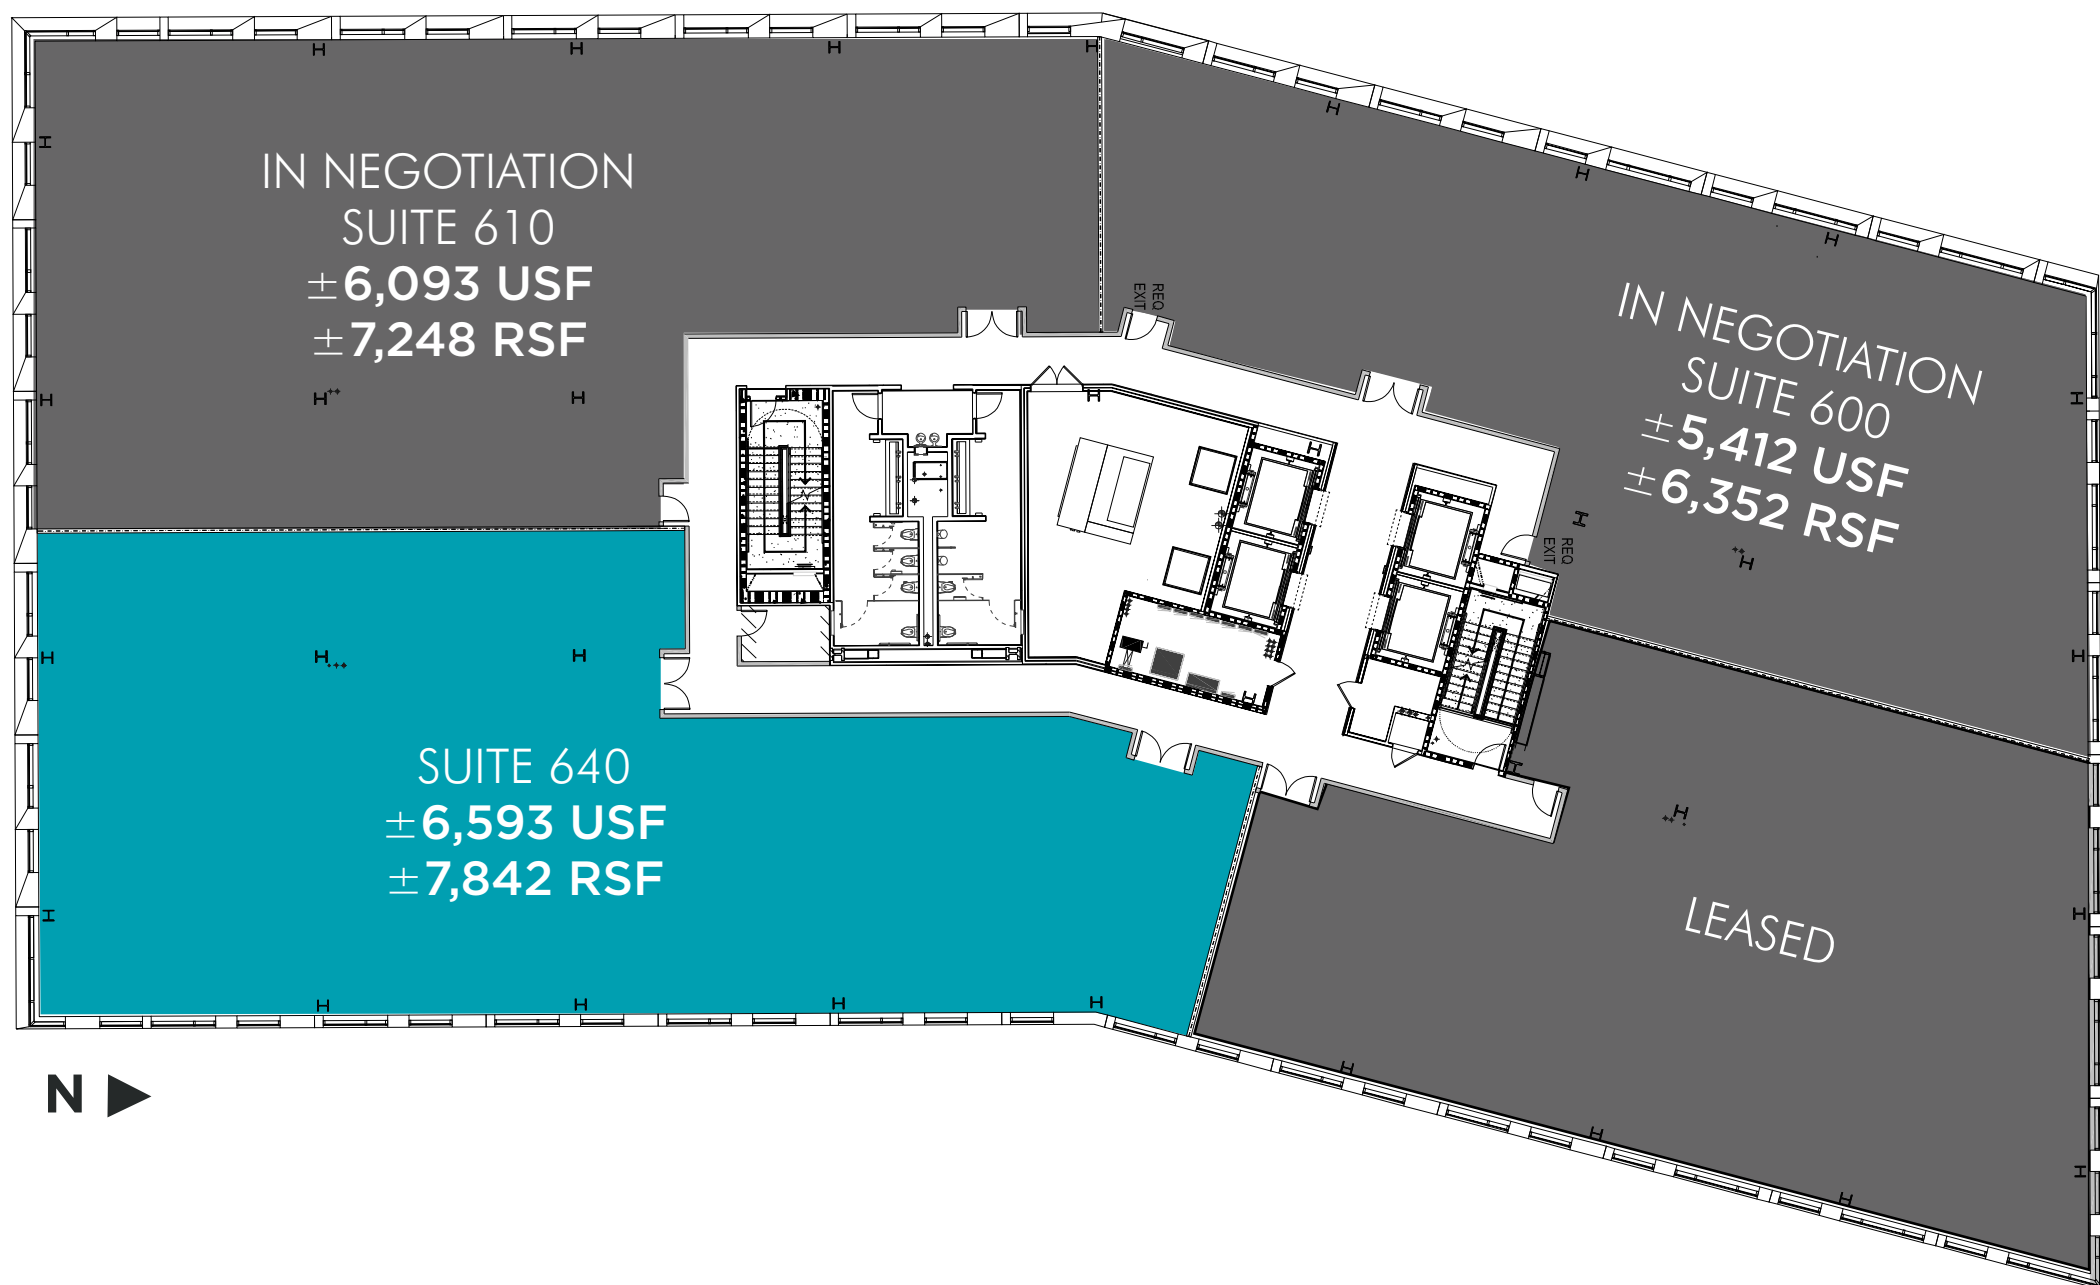 IN NEGOTIATION
SUITE 610
±6,093 USF
±7,248 RSF
REQ
EXIT
IN NEGOTIATION
SUITE 600
±5,412 USF
±6,352 RSF
REQ
EXIT
SUITE 640
±6,593 USF
±7,842 RSF
LEASED
N